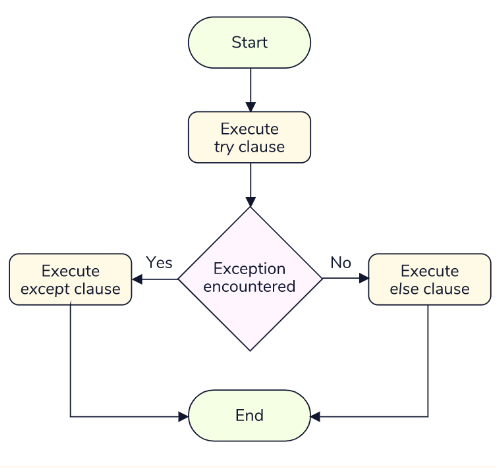 Start
Execute
try clause
Yes
Exception
encountered
No
Execute
except clause
Execute
else clause
End